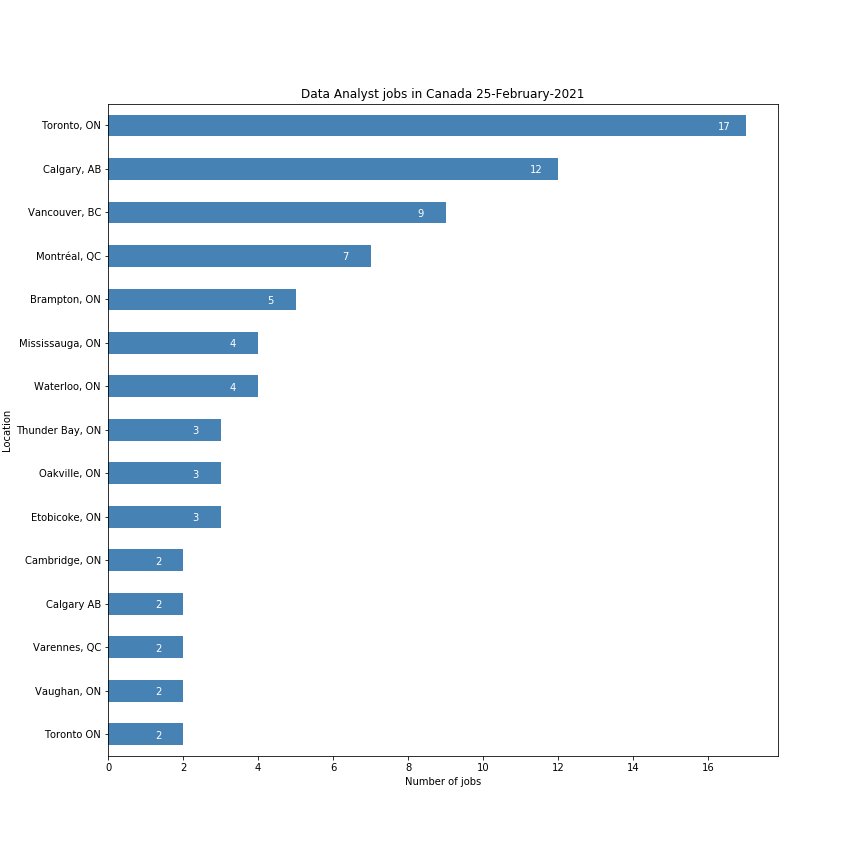 Data Analyst jobs in Canada 25-February-2021
Toronto, ON 17
Calgary, AB 12
Vancouver, BC 9
Montréal, QC 7
Brampton, ON 5
Mississauga, ON 4
Waterloo, ON 4
Thunder Bay, ON 3
Oakville, ON 3
Etobicoke, ON 3
Cambridge, ON 2
Calgary AB 2
Varennes, QC 2
Vaughan, ON 2
Toronto ON 2
Location
0 2 4 6 8 10 12 14 16
Number of jobs